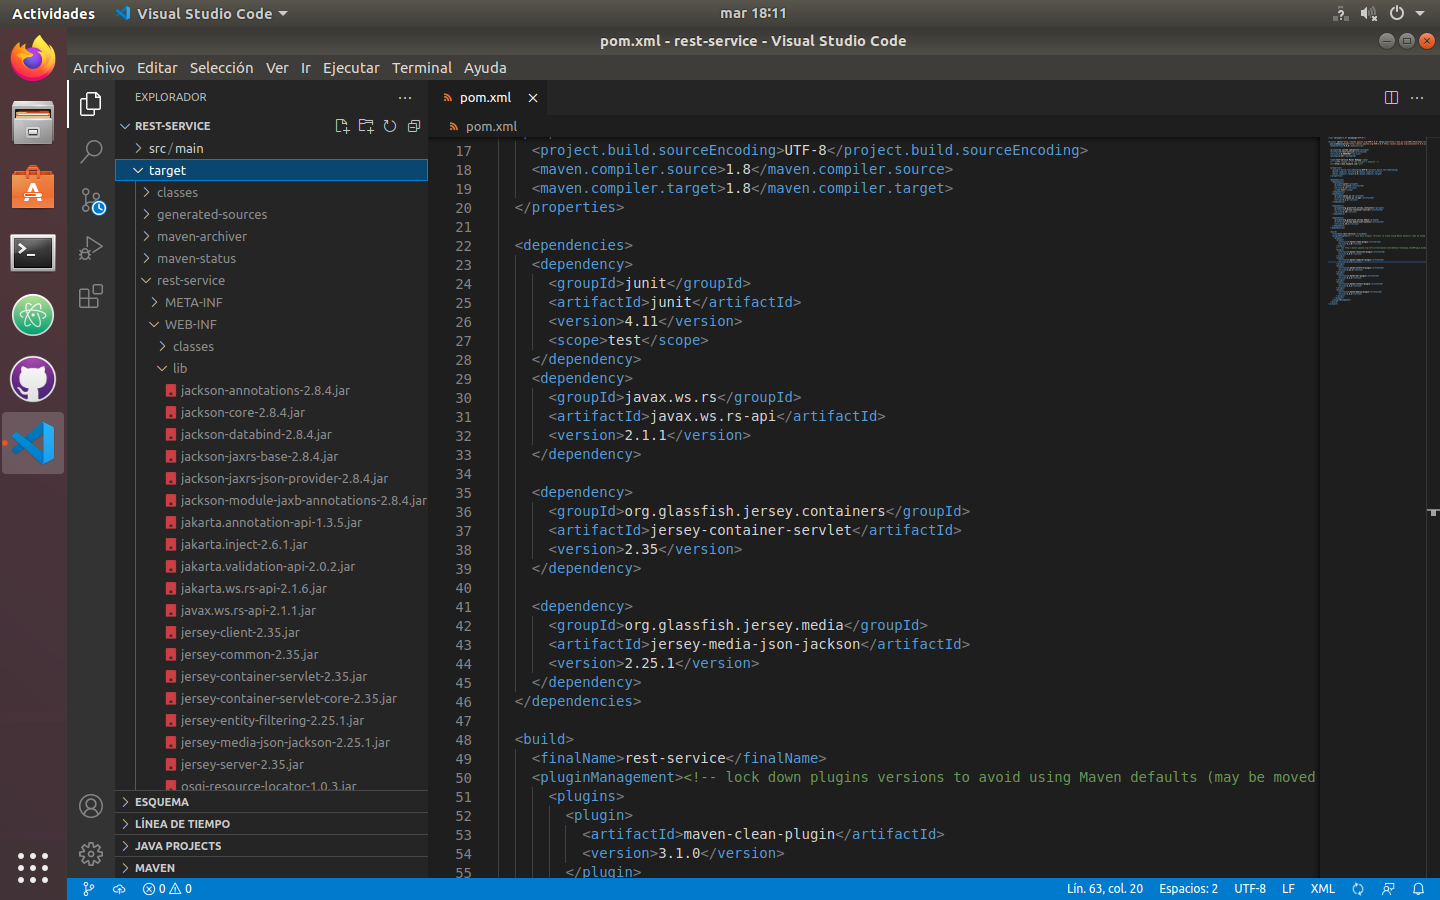 Actividades
Visual Studio Code
mar 18:11
pom.xml - rest-service - Visual Studio Code
Archivo Editar Selección Ver Ir Ejecutar Terminal Ayuda
EXPLORADOR
REST-SERVICE
src/main
target
classes
generated-sources
maven-archiver
maven-status
rest-service
META-INF
WEB-INF
classes
lib
jackson-annotations-2.8.4.jar
jackson-core-2.8.4.jar
jackson-databind-2.8.4.jar
jackson-jaxrs-base-2.8.4.jar
jackson-jaxrs-json-provider-2.8.4.jar
jackson-module-jaxb-annotations-2.8.4.jar
jakarta.annotation-api-1.3.5.jar
jakarta.inject-2.6.1.jar
jakarta.validation-api-2.0.2.jar
jakarta.ws.rs-api-2.1.6.jar
javax.ws.rs-api-2.1.1.jar
jersey-client-2.35.jar
jersey-common-2.35.jar
jersey-container-servlet-2.35.jar
jersey-container-servlet-core-2.35.jar
jersey-entity-filtering-2.25.1.jar
jersey-media-json-jackson-2.25.1.jar
jersey-server-2.35.jar
osgi-resource-locator-1.0.3.jar
ESQUEMA
LÍNEA DE TIEMPO
JAVA PROJECTS
MAVEN
pom.xml
pom.xml
17 <project.build.sourceEncoding>UTF-8</project.build.sourceEncoding>
18 <maven.compiler.source>1.8</maven.compiler.source>
19 <maven.compiler.target>1.8</maven.compiler.target>
20 </properties>
21
22 <dependencies>
23 <dependency>
24 <groupId>junit</groupId>
25 <artifactId>junit</artifactId>
26 <version>4.11</version>
27 <scope>test</scope>
28 </dependency>
29 <dependency>
30 <groupId>javax.ws.rs</groupId>
31 <artifactId>javax.ws.rs-api</artifactId>
32 <version>2.1.1</version>
33 </dependency>
34
35 <dependency>
36 <groupId>org.glassfish.jersey.containers</groupId>
37 <artifactId>jersey-container-servlet</artifactId>
38 <version>2.35</version>
39 </dependency>
40
41 <dependency>
42 <groupId>org.glassfish.jersey.media</groupId>
43 <artifactId>jersey-media-json-jackson</artifactId>
44 <version>2.25.1</version>
45 </dependency>
46 </dependencies>
47
48 <build>
49 <finalName>rest-service</finalName>
50 <pluginManagement><!-- lock down plugins versions to avoid using Maven defaults (may be moved
51 <plugins>
52 <plugin>
53 <artifactId>maven-clean-plugin</artifactId>
54 <version>3.1.0</version>
55 </plugin>
0 0
Lín. 63, col. 20 Espacios: 2 UTF-8 LF XML